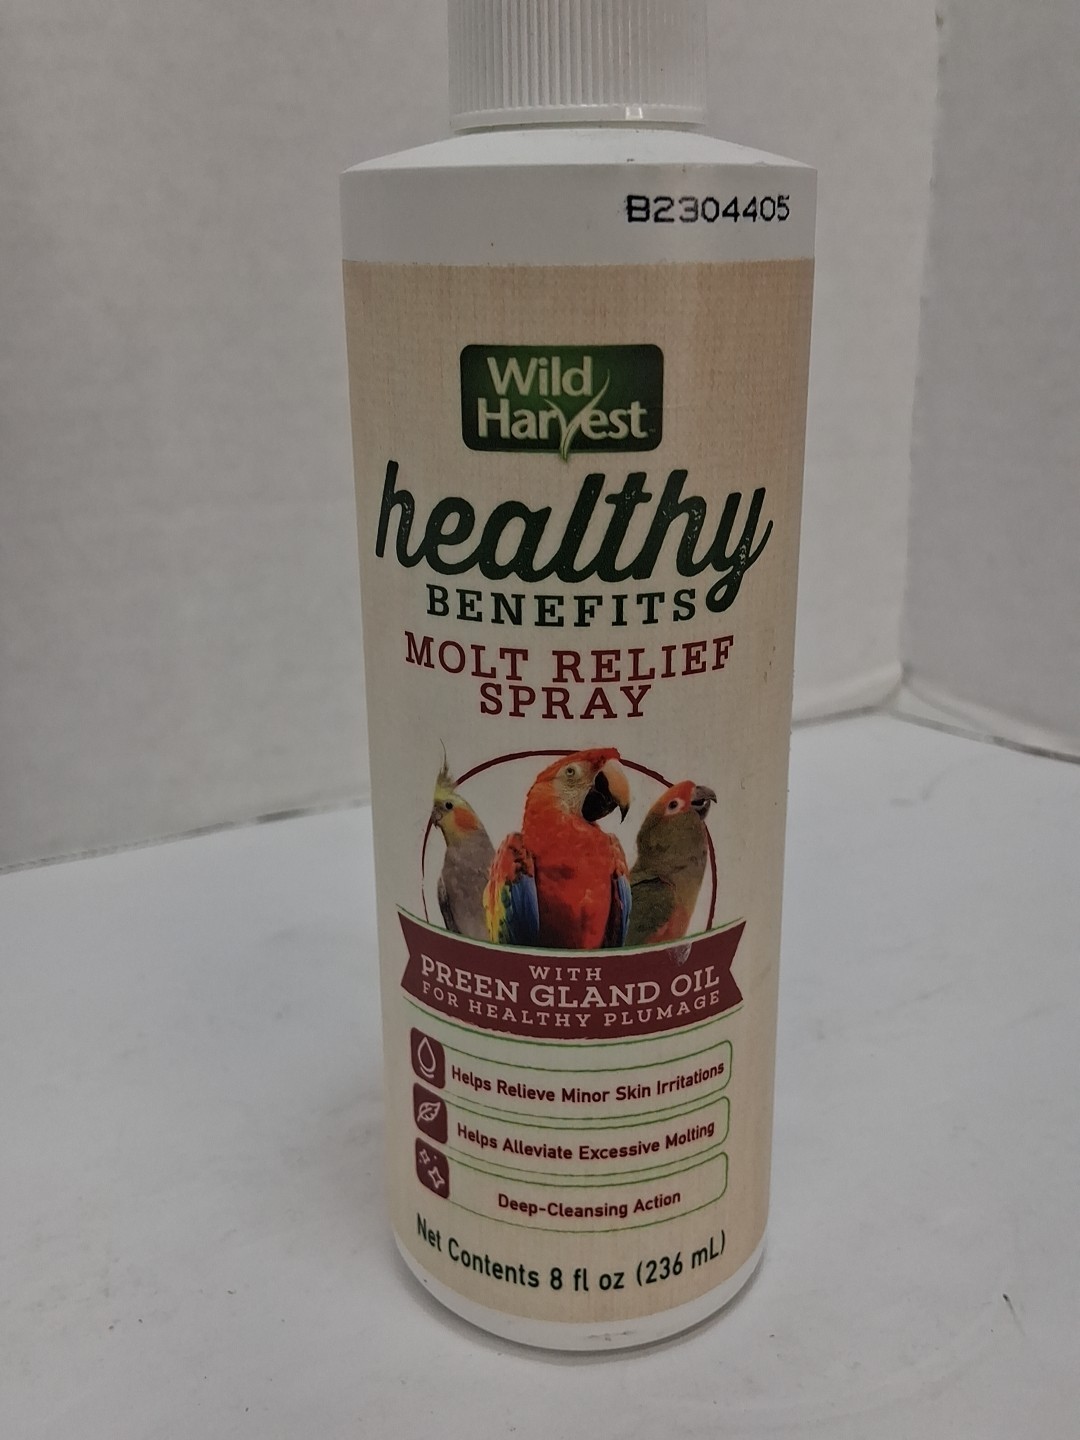 B2304405
Wild
Harvest
healthy
BENEFITS
MOLT RELIEF
SPRAY
WITH
PREEN GLAND OIL
FOR HEALTHY PLUMAGE
Helps Relieve Minor Skin Irritations
Helps Alleviate Excessive Molting
Deep-Cleansing Action
Net Contents 8 fl oz (236 mL)